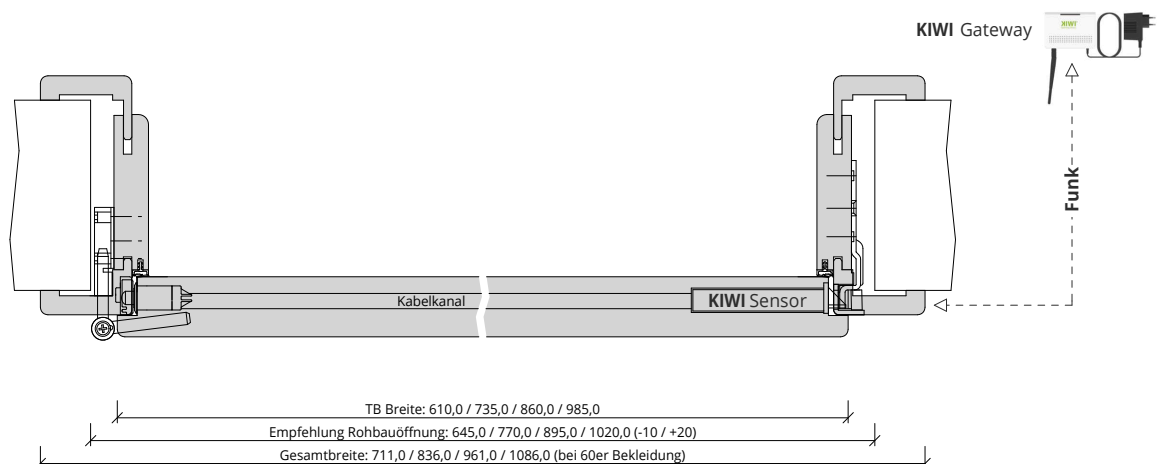 KIWI Gateway
KIWI
Funk
Kabelkanal
KIWI Sensor
TB Breite: 610,0 / 735,0 / 860,0 / 985,0
Empfehlung Rohbauöffnung: 645,0 / 770,0 / 895,0 / 1020,0 (-10 / +20)
Gesamtbreite: 711,0 / 836,0 / 961,0 / 1086,0 (bei 60er Bekleidung)